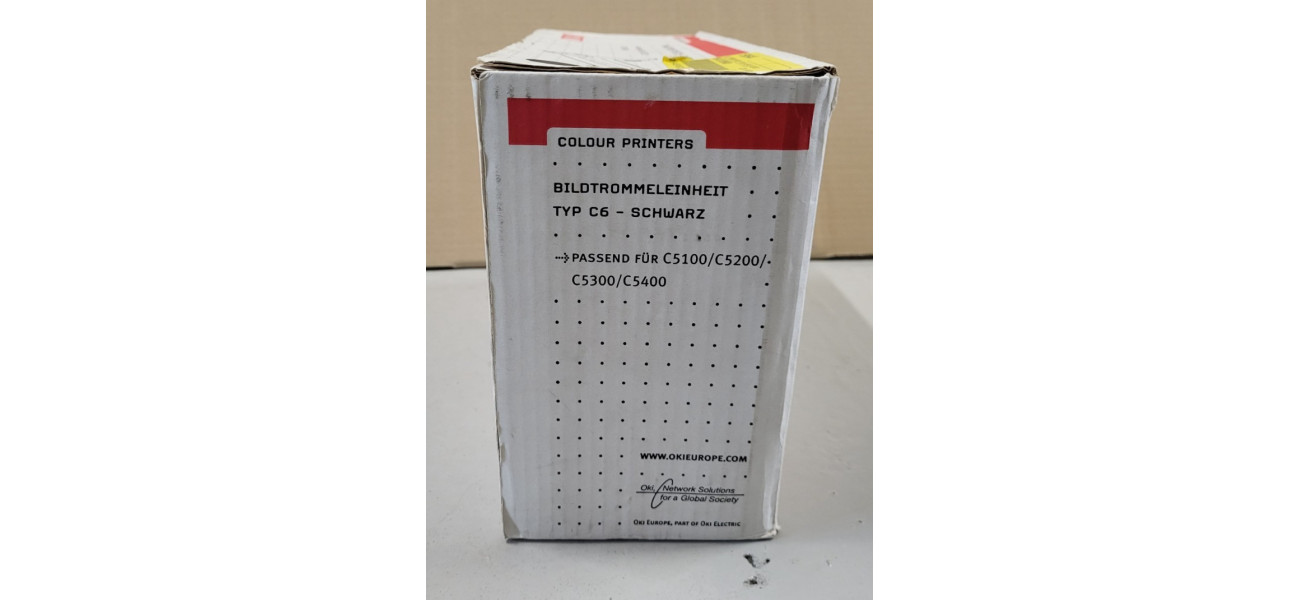 COLOUR PRINTERS
BILDTROMMELEINHEIT
TYP C6 – SCHWARZ
PASSEND FÜR C5100/C5200/
C5300/C5400
WWW.OKIEUROPE.COM
Oki, Network Solutions
for a Global Society
OKI EUROPE, PART OF OKI ELECTRIC